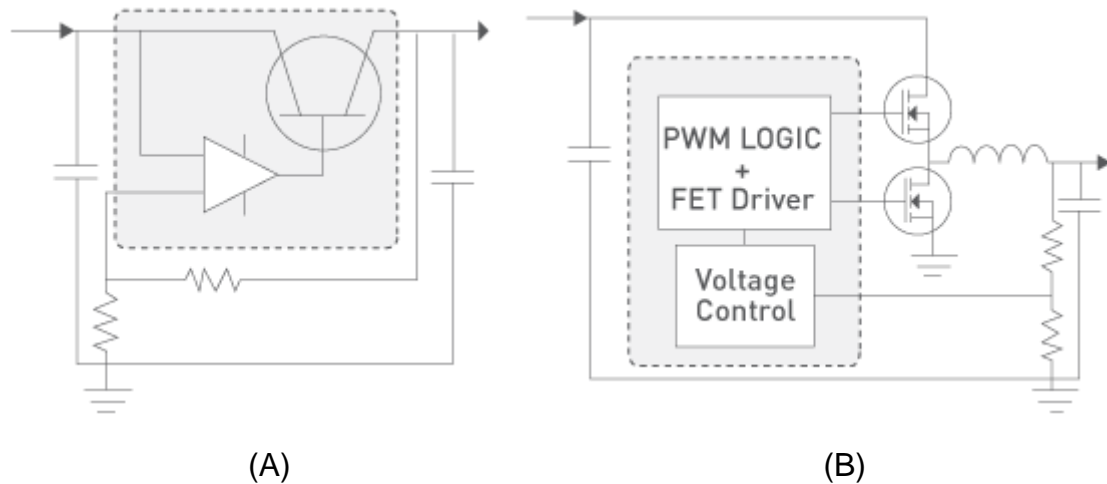 PWM LOGIC
+
FET Driver
Voltage
Control
(A)
(B)